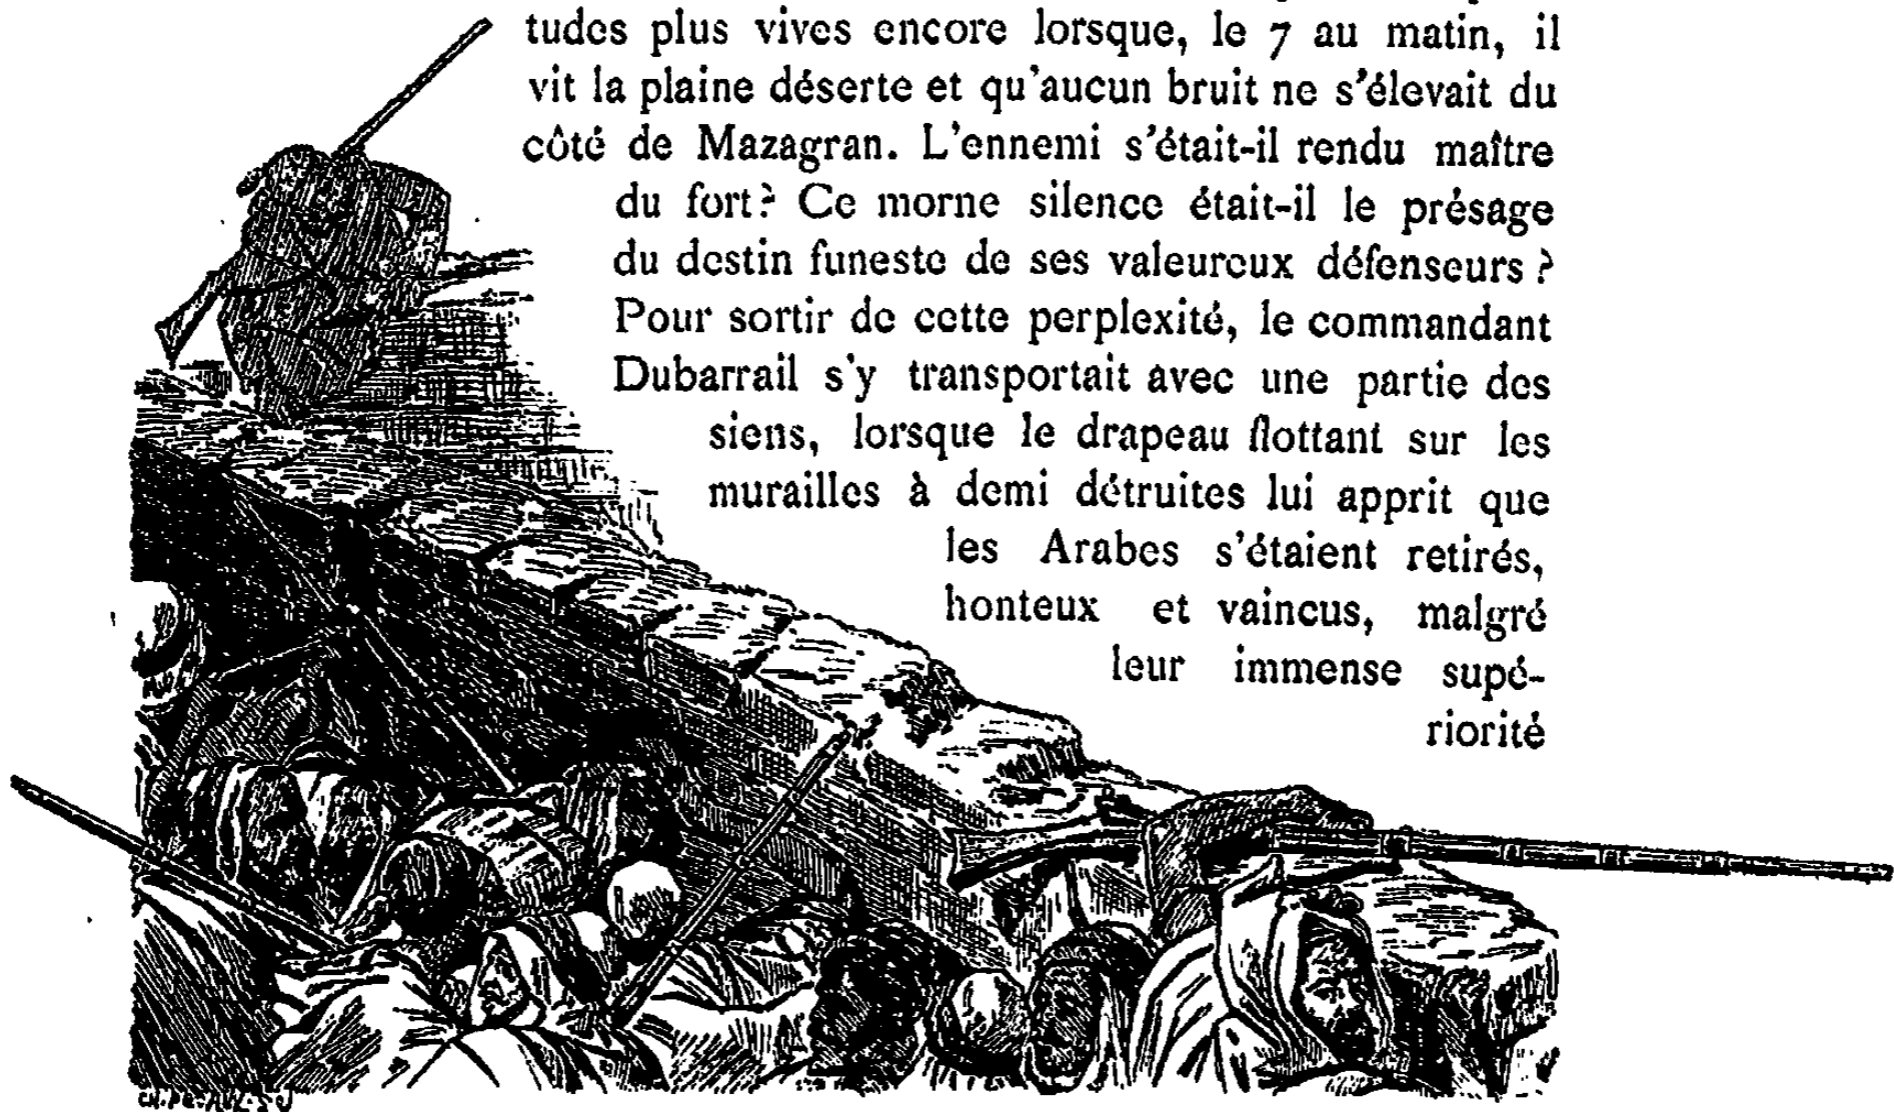 tudes plus vives encore lorsque, le 7 au matin, il
vit la plaine déserte et qu'aucun bruit ne s'élevait du
côté de Mazagran. L'ennemi s'était-il rendu maître
du fort? Ce morne silence était-il le présage
du destin funeste de ses valeureux défenseurs?
Pour sortir de cette perplexité, le commandant
Dubarrail s'y transportait avec une partie des
siens, lorsque le drapeau flottant sur les
murailles à demi détruites lui apprit que
les Arabes s'étaient retirés,
honteux et vaincus, malgré
leur immense supé-
riorité